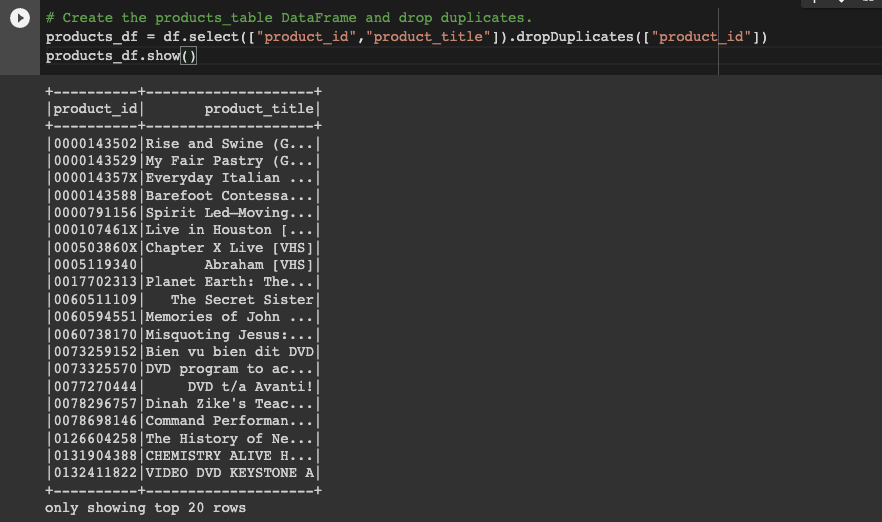 # Create the products_table DataFrame and drop duplicates.
products_df = df.select(["product_id","product_title"]).dropDuplicates(["product_id"])
products_df.show()
+----------+--------------------+
|product_id|       product_title|
+----------+--------------------+
|0000143502|Rise and Swine (G...|
|0000143529|My Fair Pastry (G...|
|000014357X|Everyday Italian ...|
|0000143588|Barefoot Contessa...|
|0000791156|Spirit Led—Moving...|
|000107461X|Live in Houston [...|
|000503860X|Chapter X Live [VHS]|
|0005119340|       Abraham [VHS]|
|0017702313|Planet Earth: The...|
|0060511109|   The Secret Sister|
|0060594551|Memories of John ...|
|0060738170|Misquoting Jesus:...|
|0073259152|Bien vu bien dit DVD|
|0073325570|DVD program to ac...|
|0077270444|     DVD t/a Avanti!|
|0078296757|Dinah Zike's Teac...|
|0078698146|Command Performan...|
|0126604258|The History of Ne...|
|0131904388|CHEMISTRY ALIVE H...|
|0132411822|VIDEO DVD KEYSTONE A|
+----------+--------------------+
only showing top 20 rows